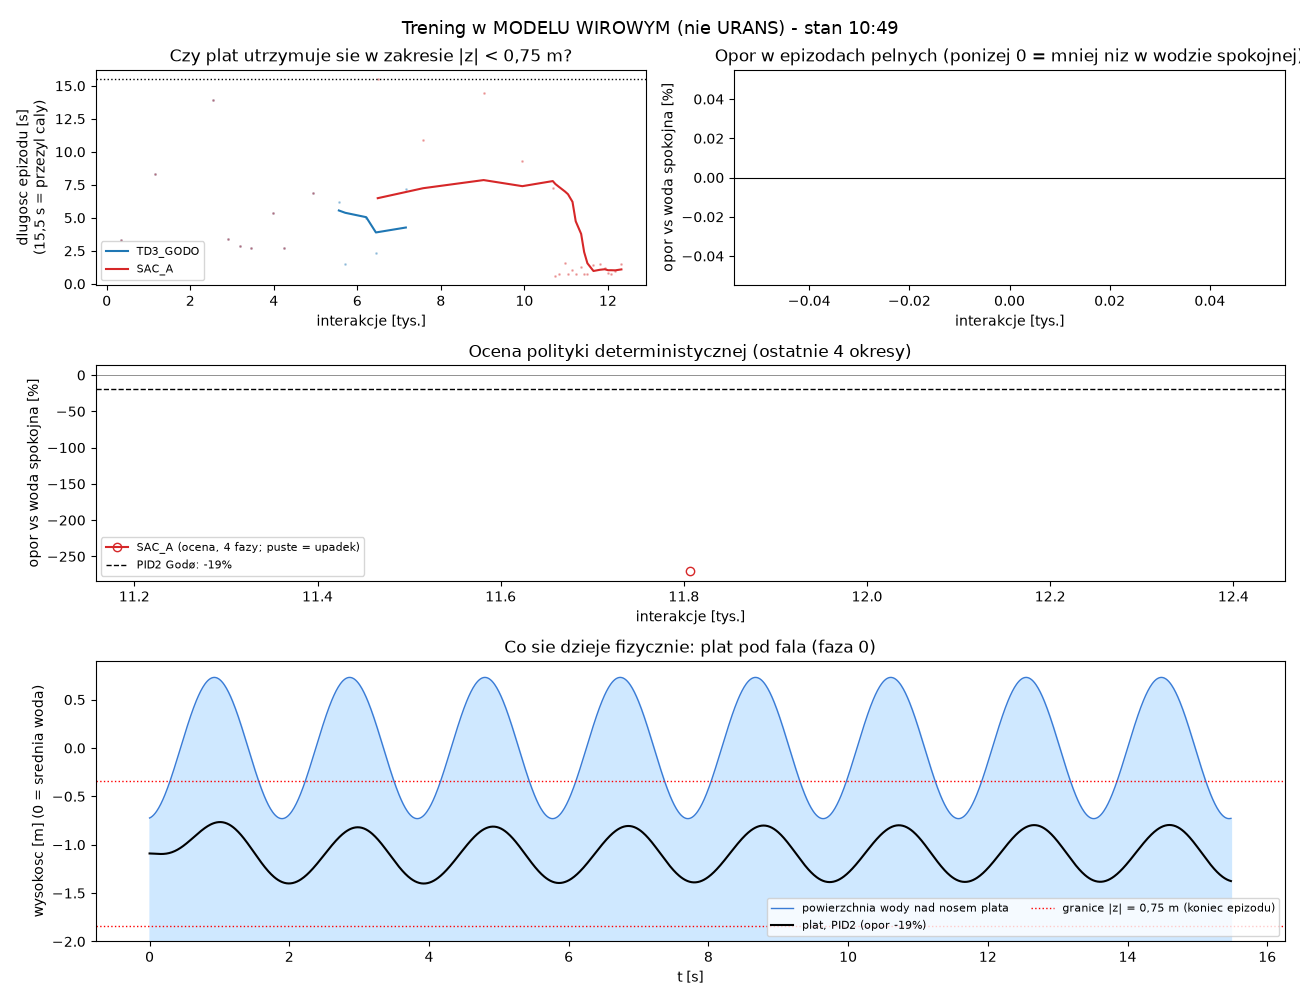 Trening w MODELU WIROWYM (nie URANS) - stan 10:49
Czy plat utrzymuje sie w zakresie |z| < 0,75 m?
dlugosc epizodu [s]
(15,5 s = przezyl caly)
15.0
12.5
10.0
7.5
5.0
2.5
0.0
TD3_GODO
SAC_A
0 2 4 6 8 10 12
interakcje [tys.]
Opor w epizodach pelnych (ponizej 0 = mniej niz w wodzie spokojnej)
opor vs woda spokojna [%]
0.04
0.02
0.00
−0.02
−0.04
−0.04 −0.02 0.00 0.02 0.04
interakcje [tys.]
Ocena polityki deterministycznej (ostatnie 4 okresy)
opor vs woda spokojna [%]
0
−50
−100
−150
−200
−250
SAC_A (ocena, 4 fazy; puste = upadek)
PID2 Godø: -19%
11.2 11.4 11.6 11.8 12.0 12.2 12.4
interakcje [tys.]
Co sie dzieje fizycznie: plat pod fala (faza 0)
wysokosc [m] (0 = srednia woda)
0.5
0.0
−0.5
−1.0
−1.5
−2.0
powierzchnia wody nad nosem plata
plat, PID2 (opor -19%)
granice |z| = 0,75 m (koniec epizodu)
0 2 4 6 8 10 12 14 16
t [s]